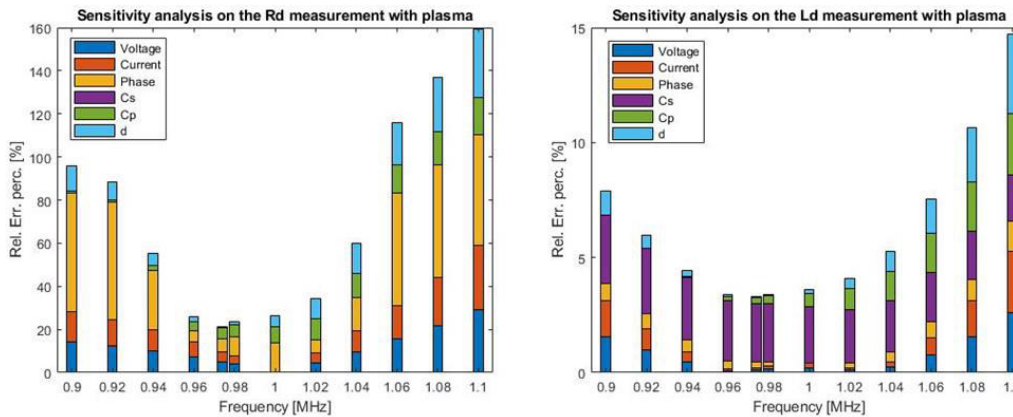 Sensitivity analysis on the Rd measurement with plasma
160
140
120
100
80
60
40
20
0
Rel. Err. perc. [%]
Voltage
Current
Phase
Cs
Cp
d
0.9 0.92 0.94 0.96 0.98 1 1.02 1.04 1.06 1.08 1.1
Frequency [MHz]
Sensitivity analysis on the Ld measurement with plasma
15
10
5
0
Rel. Err. perc. [%]
Voltage
Current
Phase
Cs
Cp
d
0.9 0.92 0.94 0.96 0.98 1 1.02 1.04 1.06 1.08
Frequency [MHz]